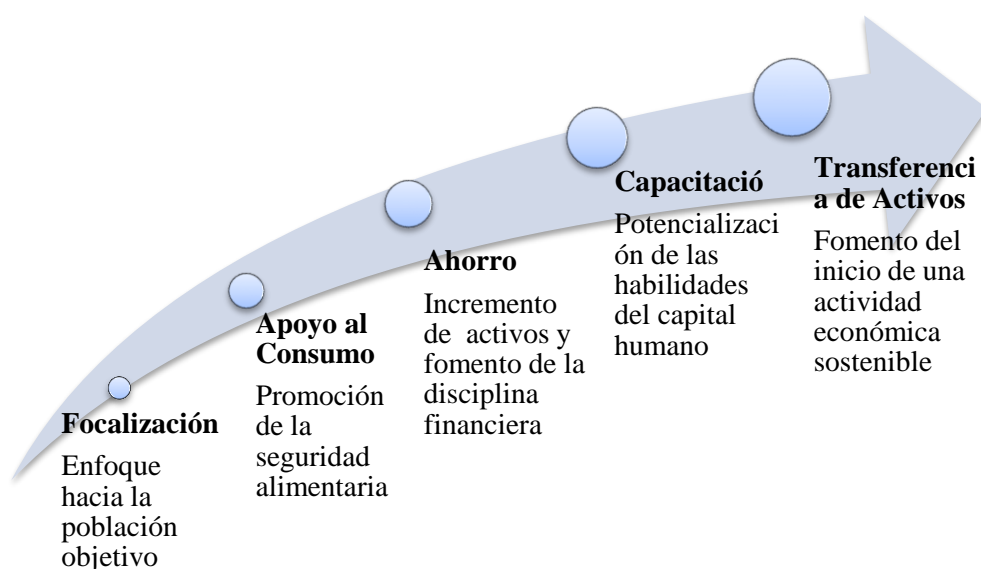 Focalización
Enfoque
hacia la
población
objetivo
Apoyo al
Consumo
Promoción
de la
seguridad
alimentaria
Ahorro
Incremento
de activos y
fomento de la
disciplina
financiera
Capacitació
Potencializaci
ón de las
habilidades
del capital
humano
Transferenci
a de Activos
Fomento del
inicio de una
actividad
económica
sostenible